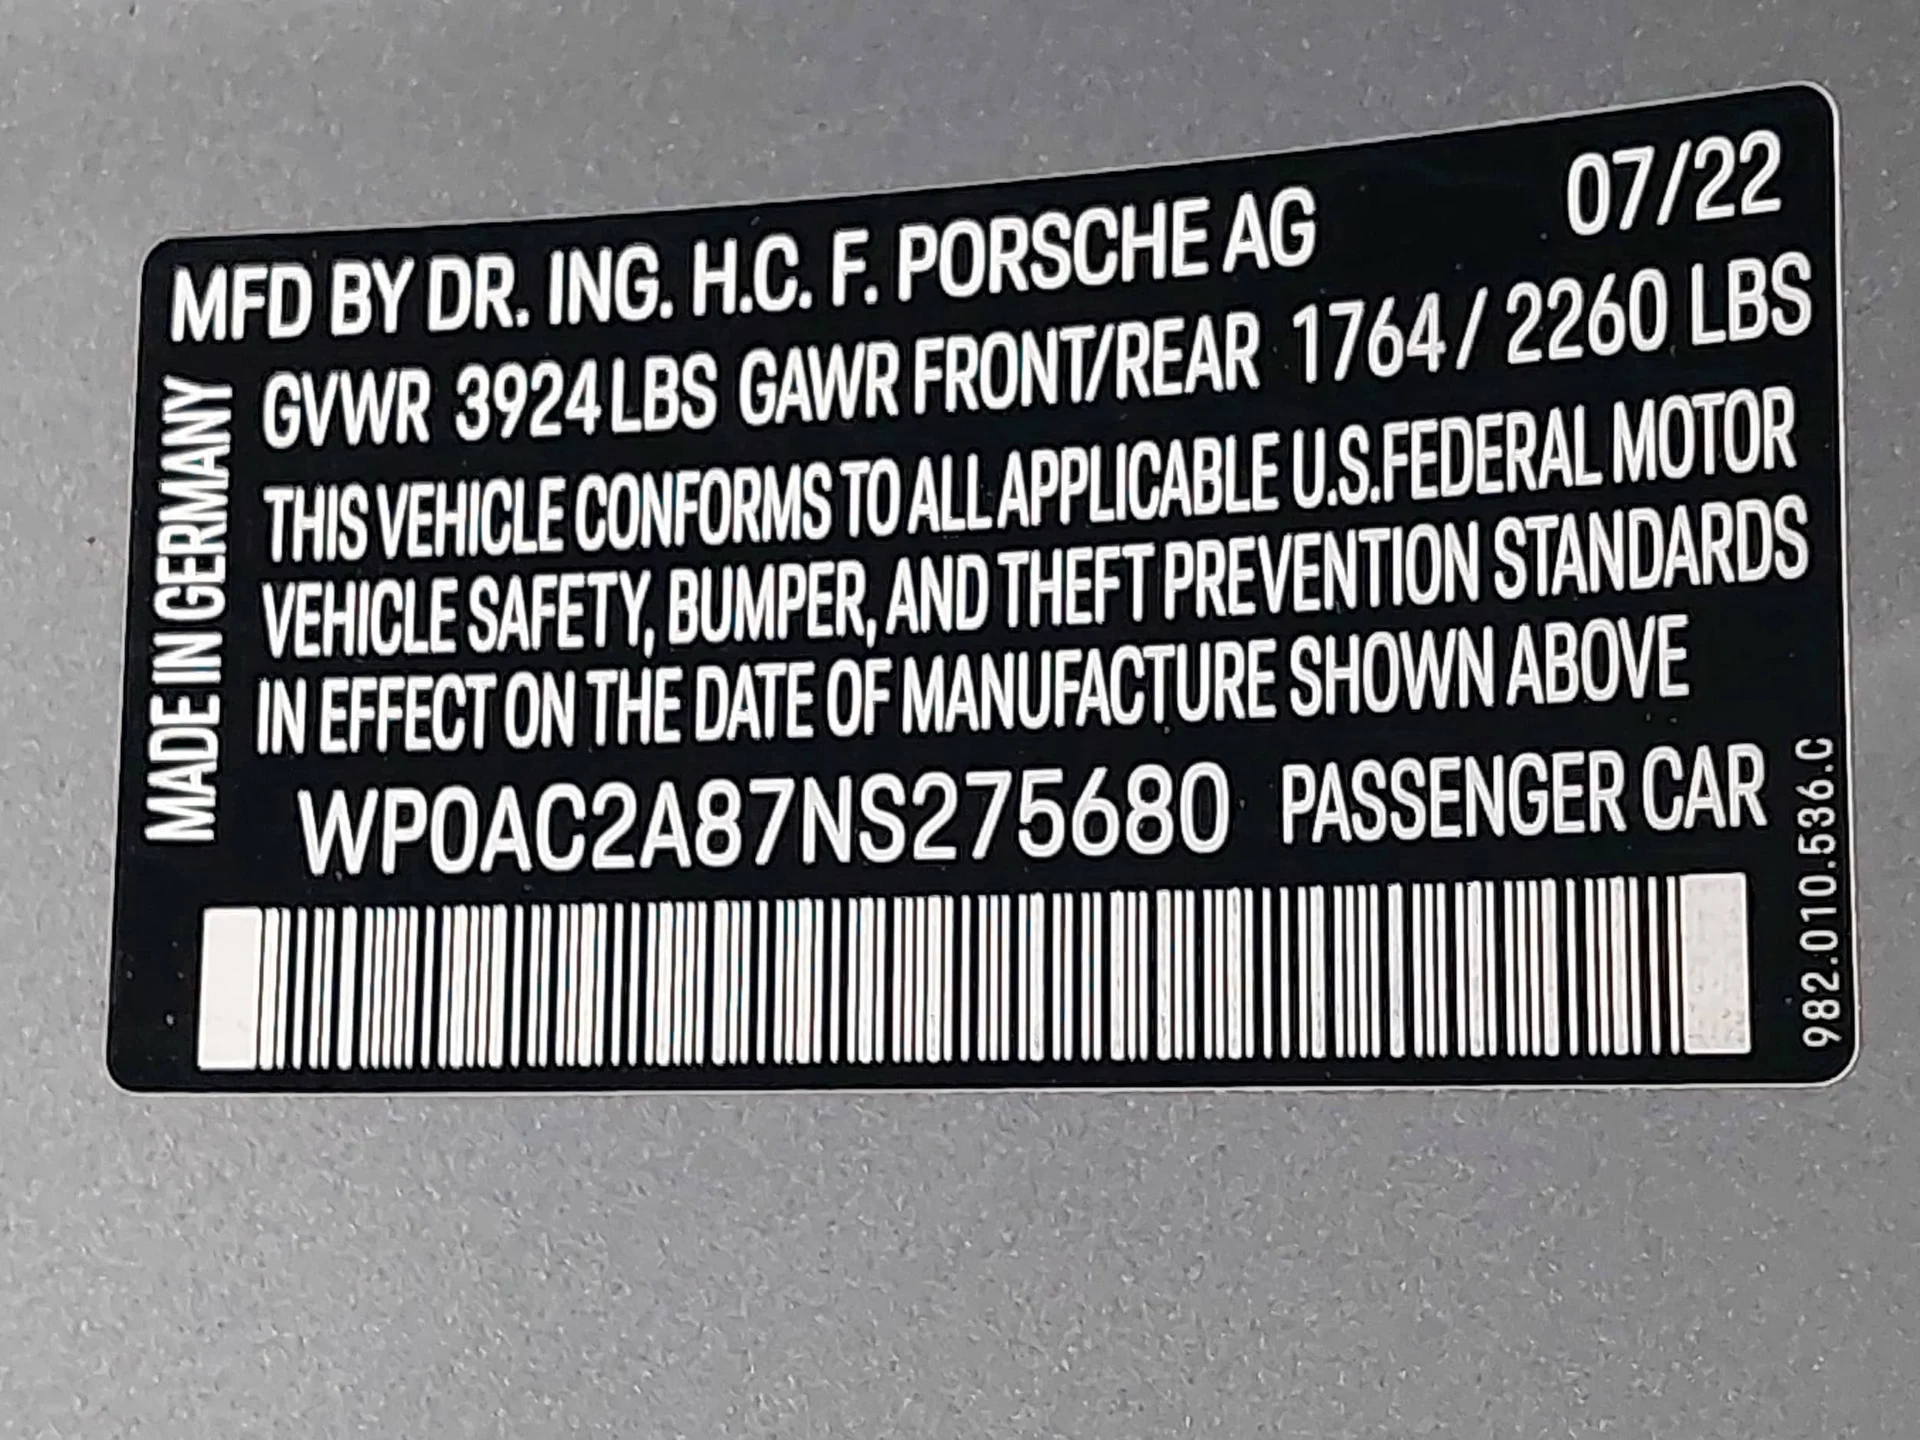 MFD BY DR. ING. H.C. F. PORSCHE AG 07/22
GVWR 3924 LBS GAWR FRONT/REAR 1764 / 2260 LBS
THIS VEHICLE CONFORMS TO ALL APPLICABLE U.S.FEDERAL MOTOR
VEHICLE SAFETY, BUMPER, AND THEFT PREVENTION STANDARDS
IN EFFECT ON THE DATE OF MANUFACTURE SHOWN ABOVE
WP0AC2A87NS275680 PASSENGER CAR
MADE IN GERMANY
982.010.536.C